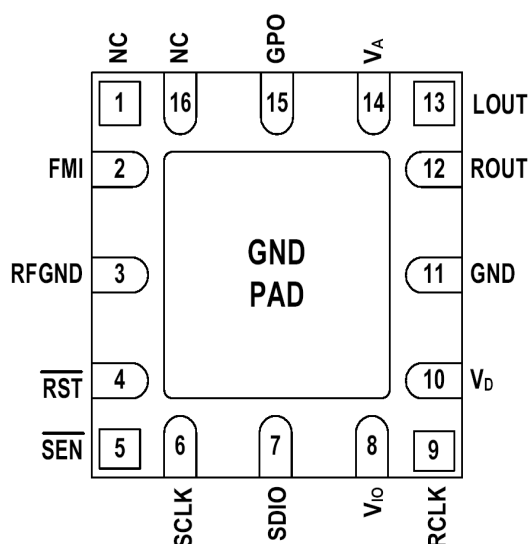 NC
NC
GPO
VA
1
16
15
14
13
LOUT
FMI
2
12
ROUT
GND
PAD
RFGND
3
11
GND
RST
4
10
VD
SEN
5
6
7
8
9
SCLK
SDIO
VIO
RCLK